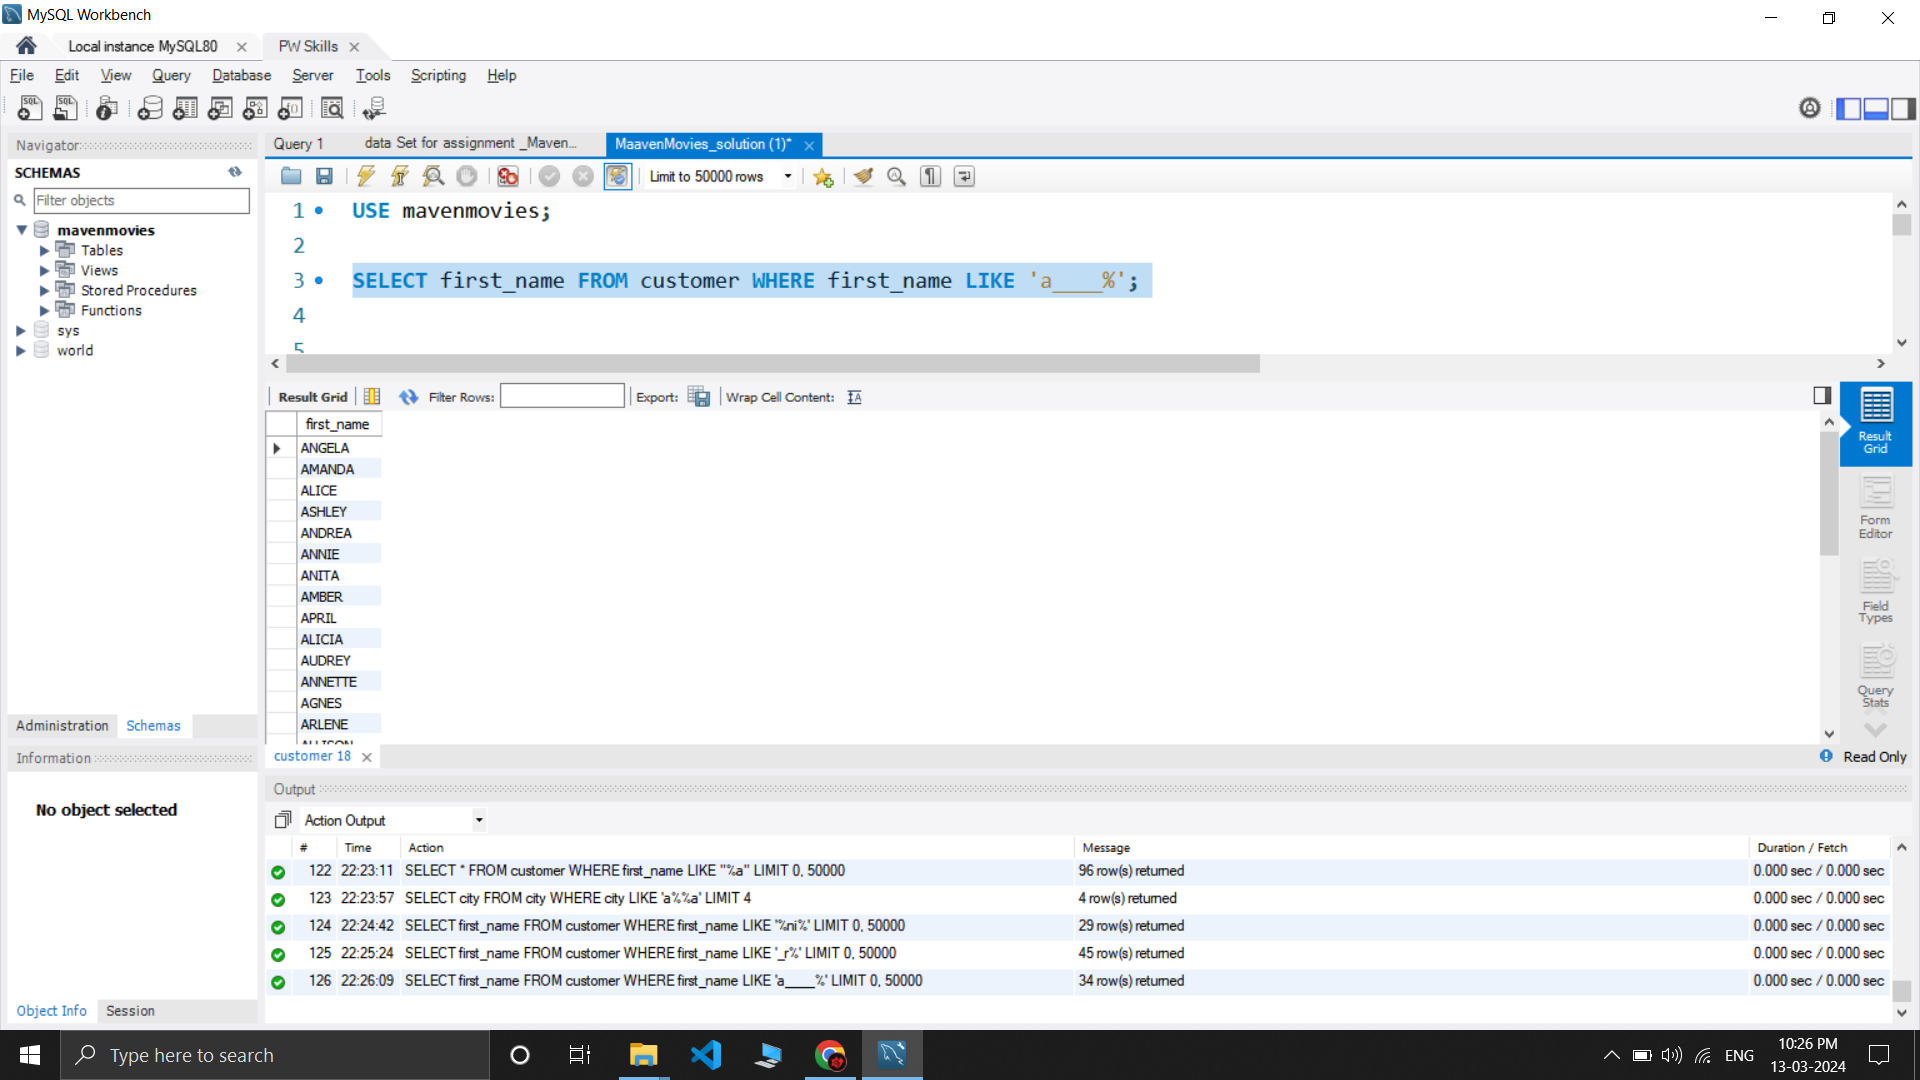 MySQL Workbench
Local instance MySQL80
PW Skills
File Edit View Query Database Server Tools Scripting Help
Navigator
SCHEMAS
Filter objects
mavenmovies
Tables
Views
Stored Procedures
Functions
sys
world
Administration Schemas
Information
No object selected
Object Info Session
Query 1
data Set for assignment _Maven...
MaavenMovies_solution (1)*
Limit to 50000 rows
1 USE mavenmovies;
2
3 SELECT first_name FROM customer WHERE first_name LIKE 'a____%';
4
5
Result Grid Filter Rows: Export: Wrap Cell Content:
first_name
ANGELA
AMANDA
ALICE
ASHLEY
ANDREA
ANNIE
ANITA
AMBER
APRIL
ALICIA
AUDREY
ANNETTE
AGNES
ARLENE
ALLISON
Result
Grid
Form
Editor
Field
Types
Query
Stats
customer 18
Read Only
Output
Action Output
# Time Action Message Duration / Fetch
122 22:23:11 SELECT * FROM customer WHERE first_name LIKE "%a" LIMIT 0, 50000 96 row(s) returned 0.000 sec / 0.000 sec
123 22:23:57 SELECT city FROM city WHERE city LIKE 'a%%a' LIMIT 4 4 row(s) returned 0.000 sec / 0.000 sec
124 22:24:42 SELECT first_name FROM customer WHERE first_name LIKE '%ni%' LIMIT 0, 50000 29 row(s) returned 0.000 sec / 0.000 sec
125 22:25:24 SELECT first_name FROM customer WHERE first_name LIKE '_r%' LIMIT 0, 50000 45 row(s) returned 0.000 sec / 0.000 sec
126 22:26:09 SELECT first_name FROM customer WHERE first_name LIKE 'a____%' LIMIT 0, 50000 34 row(s) returned 0.000 sec / 0.000 sec
Type here to search
ENG
10:26 PM
13-03-2024